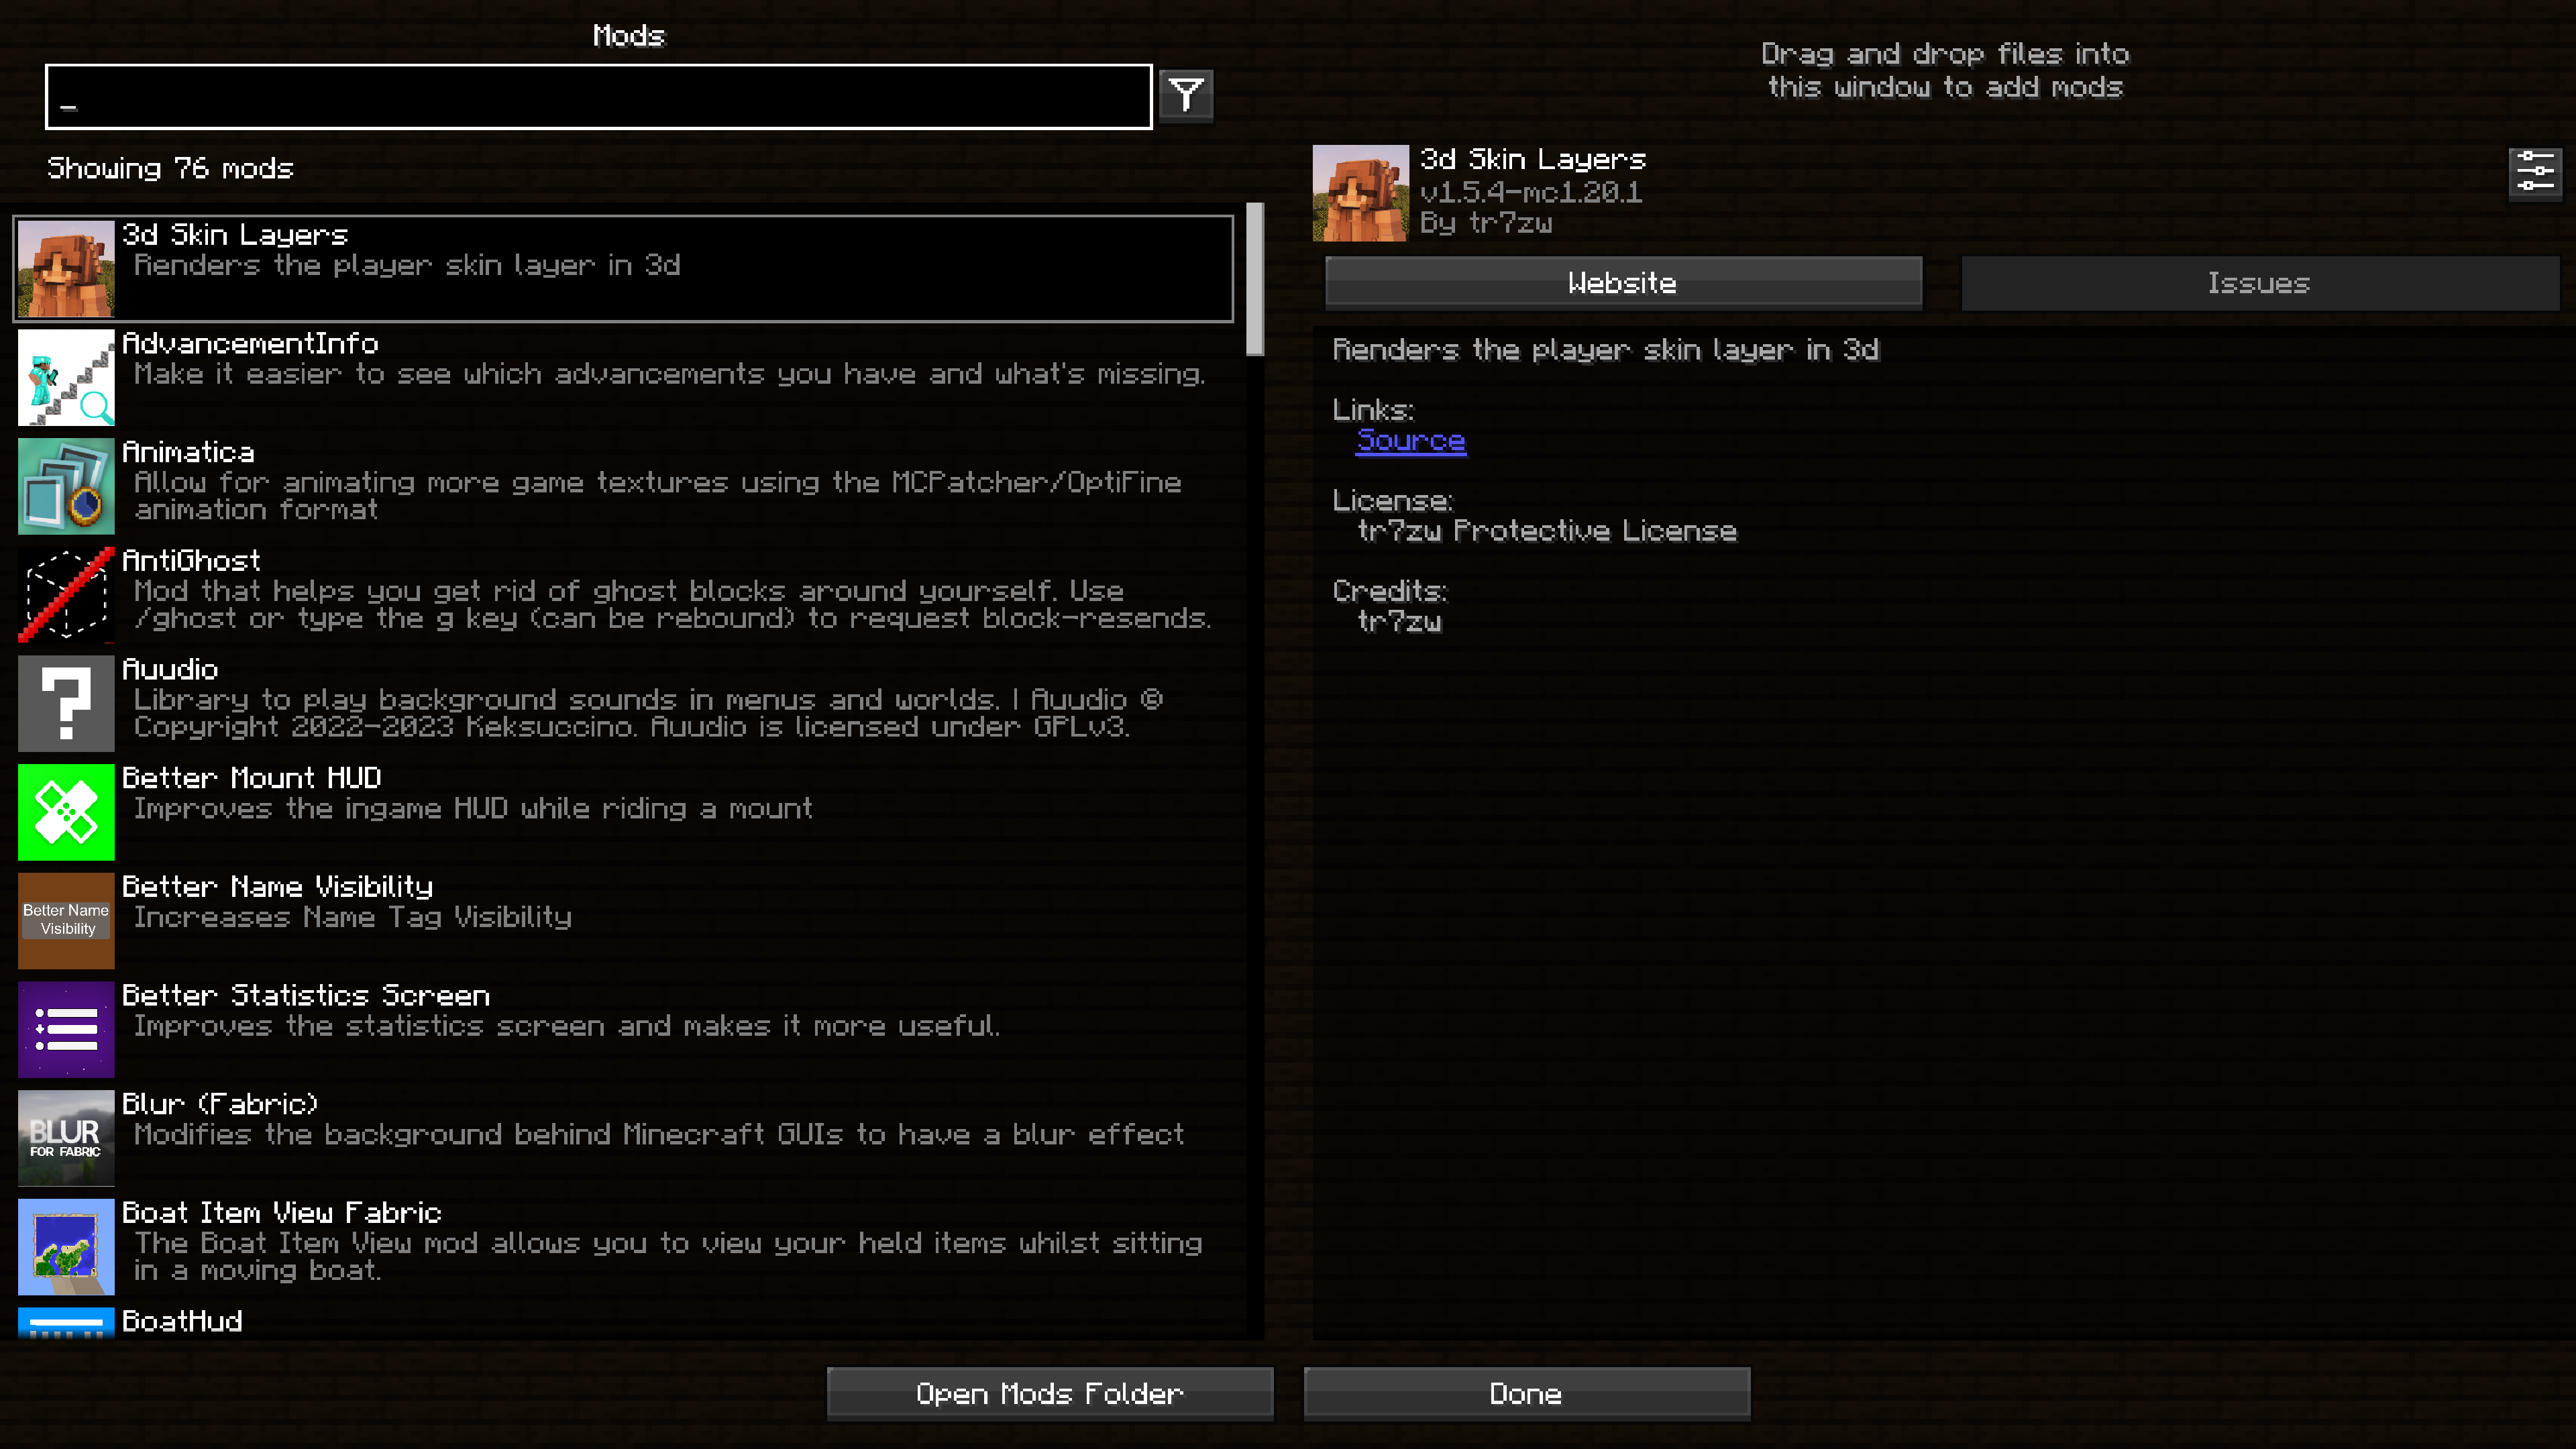 Mods
_
Showing 76 mods
3d Skin Layers
Renders the player skin layer in 3d
AdvancementInfo
Make it easier to see which advancements you have and what's missing.
Animatica
Allow for animating more game textures using the MCPatcher/OptiFine
animation format
AntiGhost
Mod that helps you get rid of ghost blocks around yourself. Use
/ghost or type the g key (can be rebound) to request block-resends.
?
Auudio
Library to play background sounds in menus and worlds. | Auudio ©
Copyright 2022-2023 Keksuccino. Auudio is licensed under GPLv3.
Better Mount HUD
Improves the ingame HUD while riding a mount
Better Name
Visibility
Better Name Visibility
Increases Name Tag Visibility
Better Statistics Screen
Improves the statistics screen and makes it more useful.
BLUR
FOR FABRIC
Blur (Fabric)
Modifies the background behind Minecraft GUIs to have a blur effect
Boat Item View Fabric
The Boat Item View mod allows you to view your held items whilst sitting
in a moving boat.
BoatHud
Drag and drop files into
this window to add mods
3d Skin Layers
v1.5.4-mc1.20.1
By tr7zw
Website
Issues
Renders the player skin layer in 3d
Links:
Source
License:
tr7zw Protective License
Credits:
tr7zw
Open Mods Folder
Done